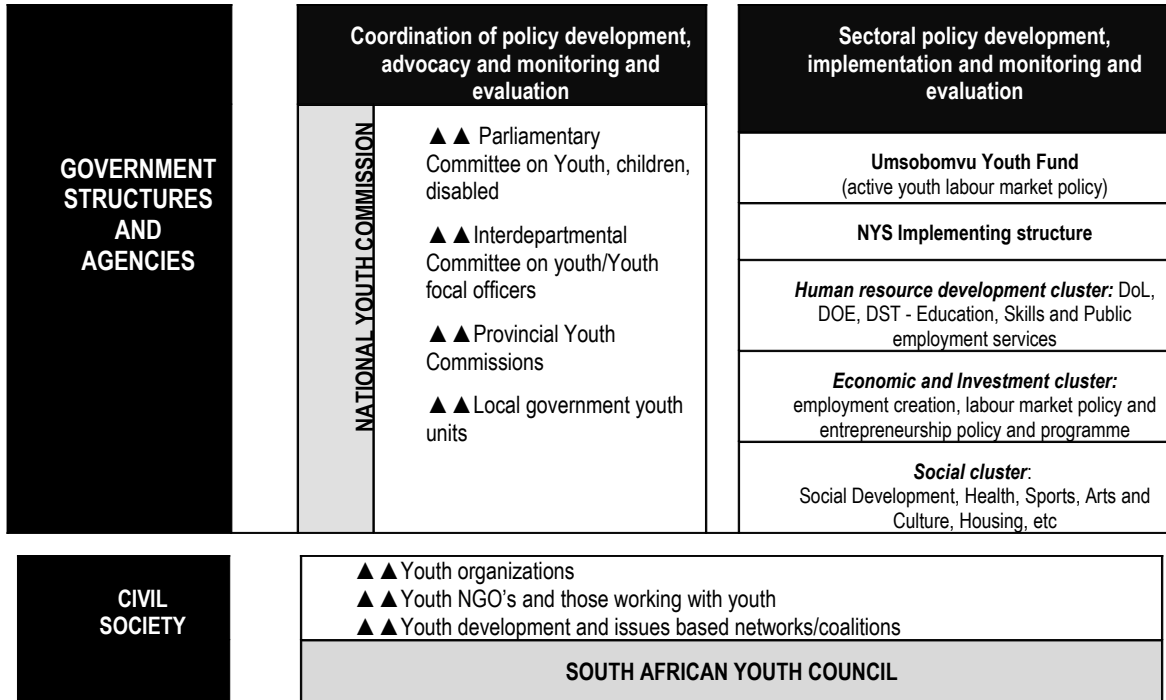 GOVERNMENT
STRUCTURES
AND
AGENCIES
Coordination of policy development,
advocacy and monitoring and
evaluation
NATIONAL YOUTH COMMISSION
▲▲ Parliamentary
Committee on Youth, children,
disabled
▲▲Interdepartmental
Committee on youth/Youth
focal officers
▲▲Provincial Youth
Commissions
▲▲Local government youth
units
Sectoral policy development,
implementation and monitoring and
evaluation
Umsobomvu Youth Fund
(active youth labour market policy)
NYS Implementing structure
Human resource development cluster: DoL,
DOE, DST - Education, Skills and Public
employment services
Economic and Investment cluster:
employment creation, labour market policy and
entrepreneurship policy and programme
Social cluster:
Social Development, Health, Sports, Arts and
Culture, Housing, etc
CIVIL
SOCIETY
▲▲Youth organizations
▲▲Youth NGO's and those working with youth
▲▲Youth development and issues based networks/coalitions
SOUTH AFRICAN YOUTH COUNCIL